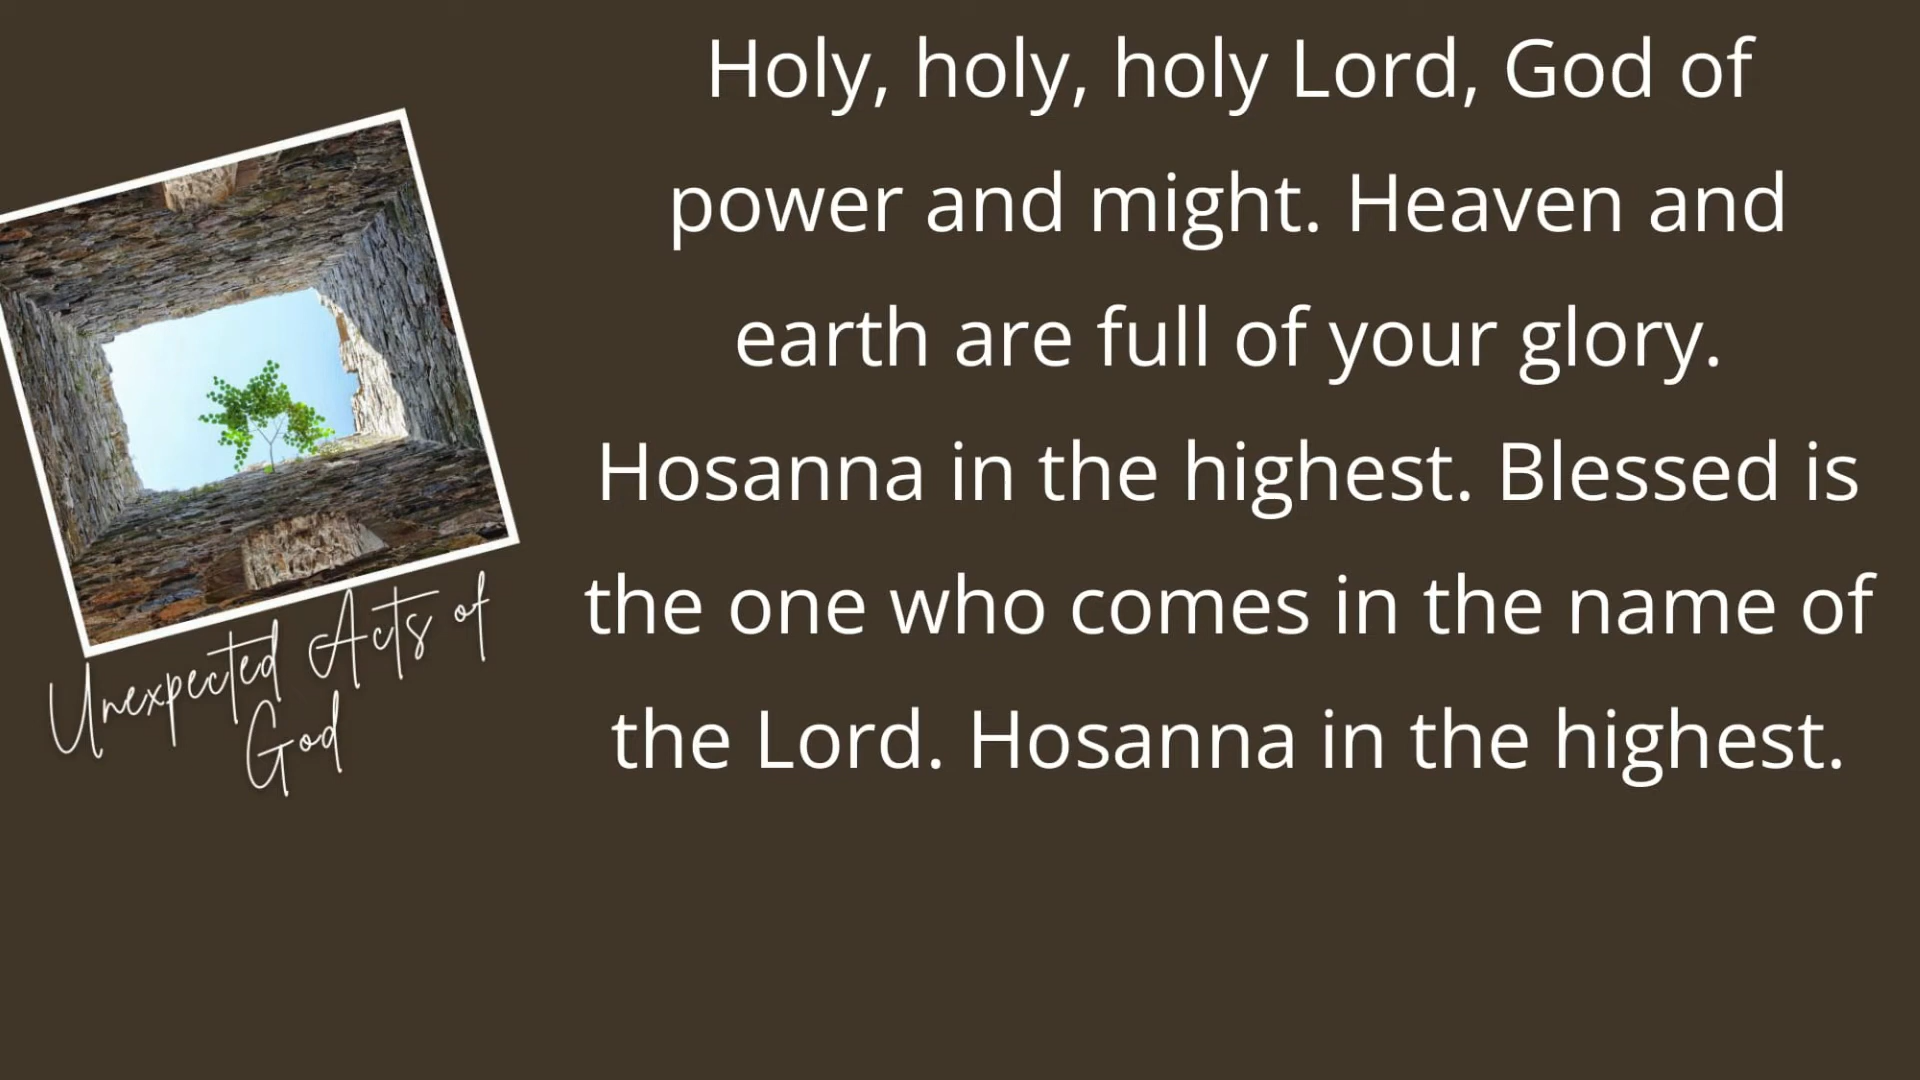 Holy, holy, holy Lord, God of
power and might. Heaven and
earth are full of your glory.
Hosanna in the highest. Blessed is
the one who comes in the name of
the Lord. Hosanna in the highest.
Unexpected Acts of
God